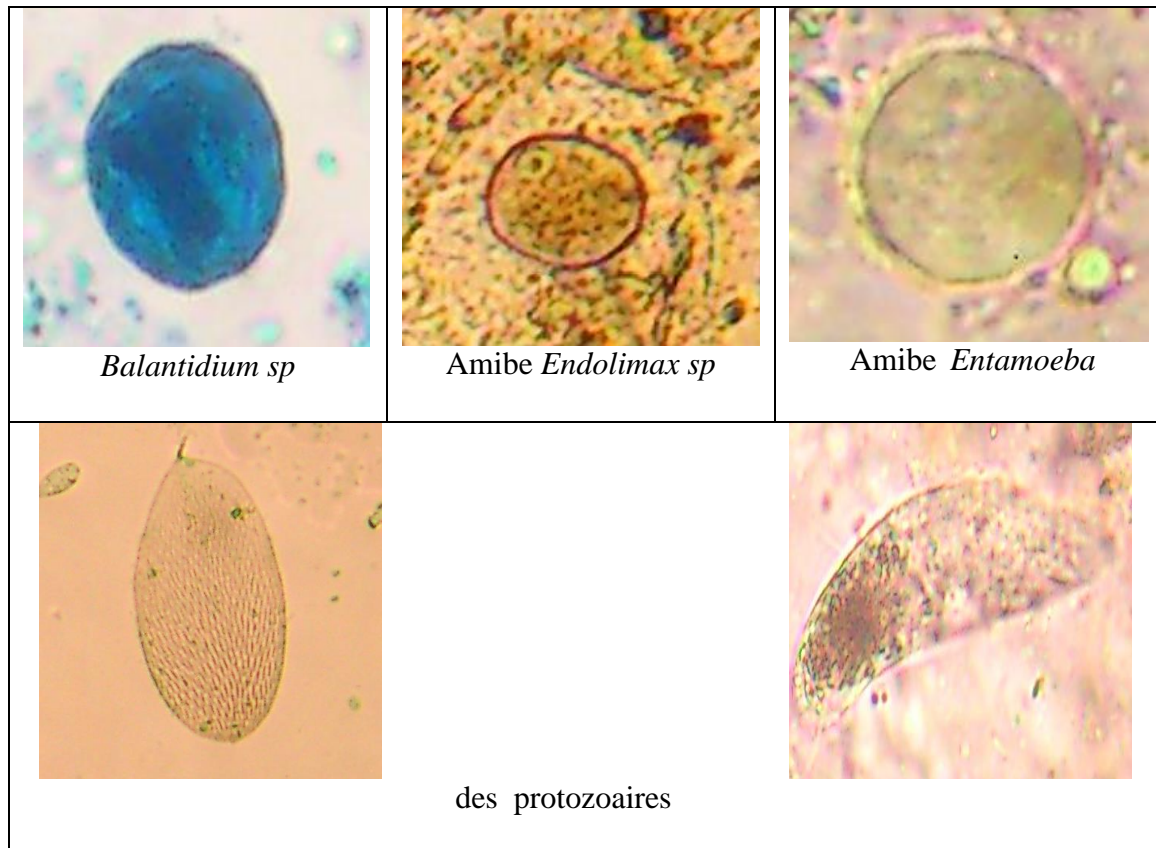 Balantidium sp
Amibe Endolimax sp
Amibe Entamoeba
des protozoaires